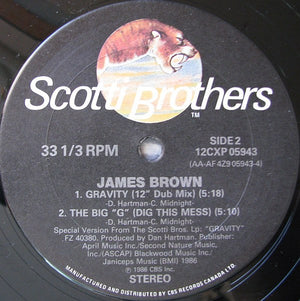 Scotti Brothers
TM
33 1/3 RPM
SIDE 2
12CXP 05943
(AA-AF 4Z9 05943-4)
JAMES BROWN
1. GRAVITY (12" Dub Mix) (5:18)
-D. Hartman-C. Midnight-
2. THE BIG "G" (DIG THIS MESS) (5:10)
-D. Hartman-C. Midnight-
Special Version From The Scotti Bros. Lp: "GRAVITY"
FZ 40380. Produced by Dan Hartman. Publisher:
April Music Inc./Second Nature Music,
Inc./(ASCAP) Blackwood Music Inc./
Janiceps Music (BMI) 1986
℗ 1986 CBS Inc.
STEREO
MANUFACTURED AND DISTRIBUTED BY CBS RECORDS CANADA LTD.